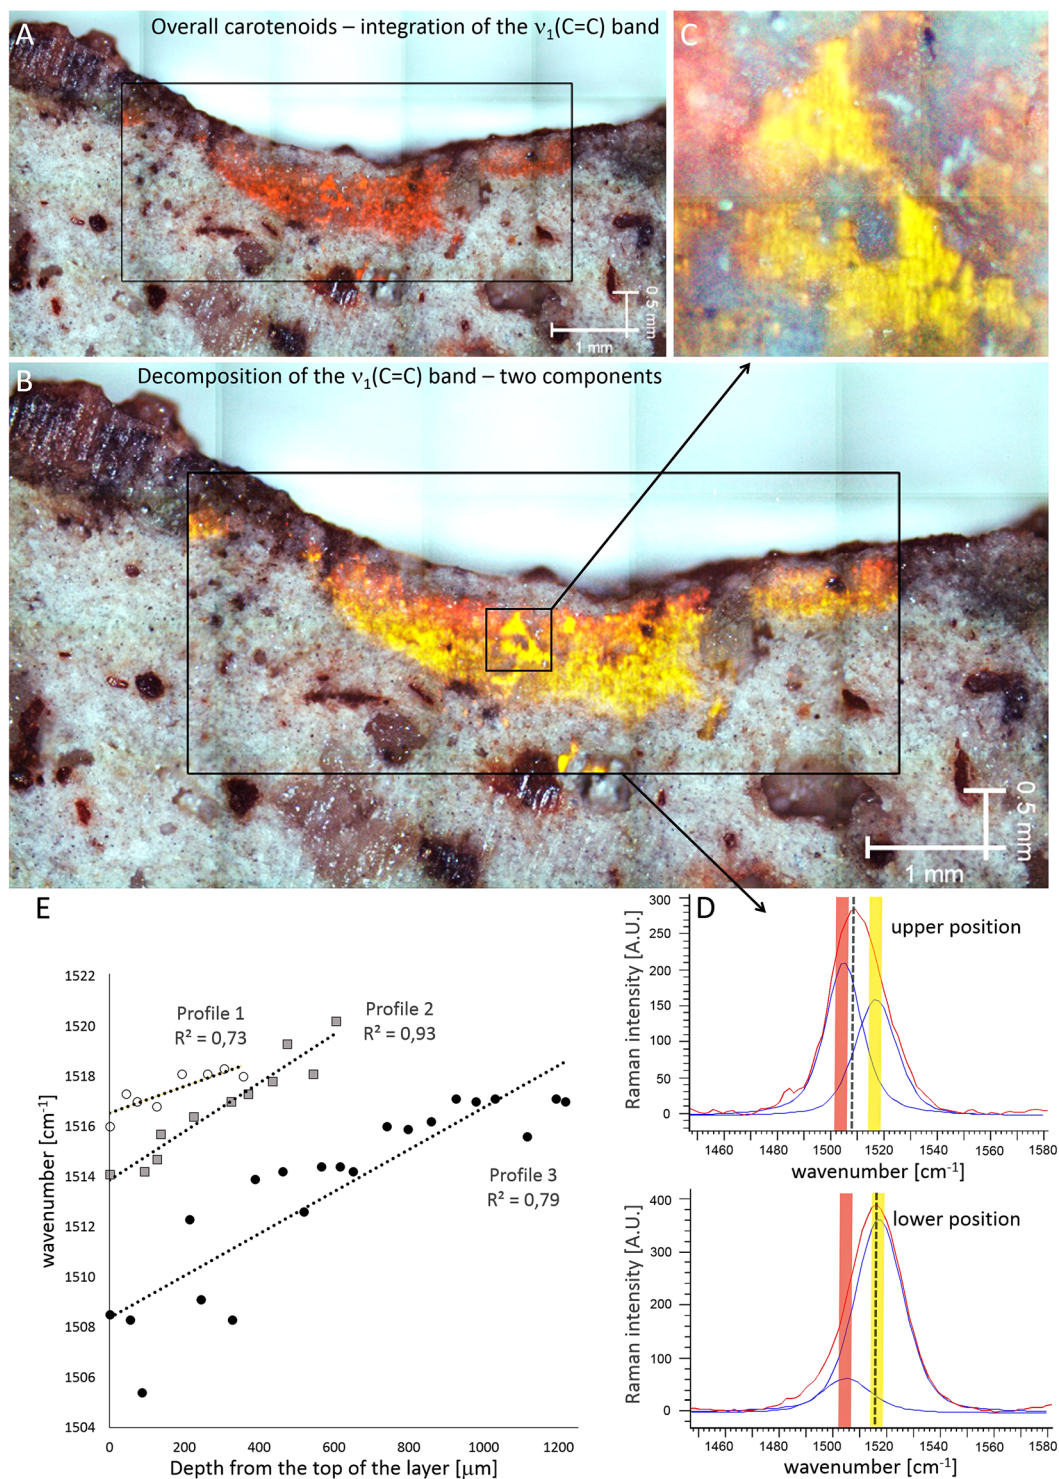 A
Overall carotenoids – integration of the ν₁(C=C) band
0.5 mm
1 mm
C
B
Decomposition of the ν₁(C=C) band – two components
0.5 mm
1 mm
E
1522
1520
1518
1516
1514
1512
1510
1508
1506
1504
wavenumber [cm⁻¹]
Profile 1
R² = 0,73
Profile 2
R² = 0,93
Profile 3
R² = 0,79
0 200 400 600 800 1000 1200
Depth from the top of the layer [μm]
D
upper position
300
250
200
150
100
50
0
Raman intensity [A.U.]
1460 1480 1500 1520 1540 1560 1580
wavenumber [cm⁻¹]
lower position
400
300
200
100
0
Raman intensity [A.U.]
1460 1480 1500 1520 1540 1560 1580
wavenumber [cm⁻¹]